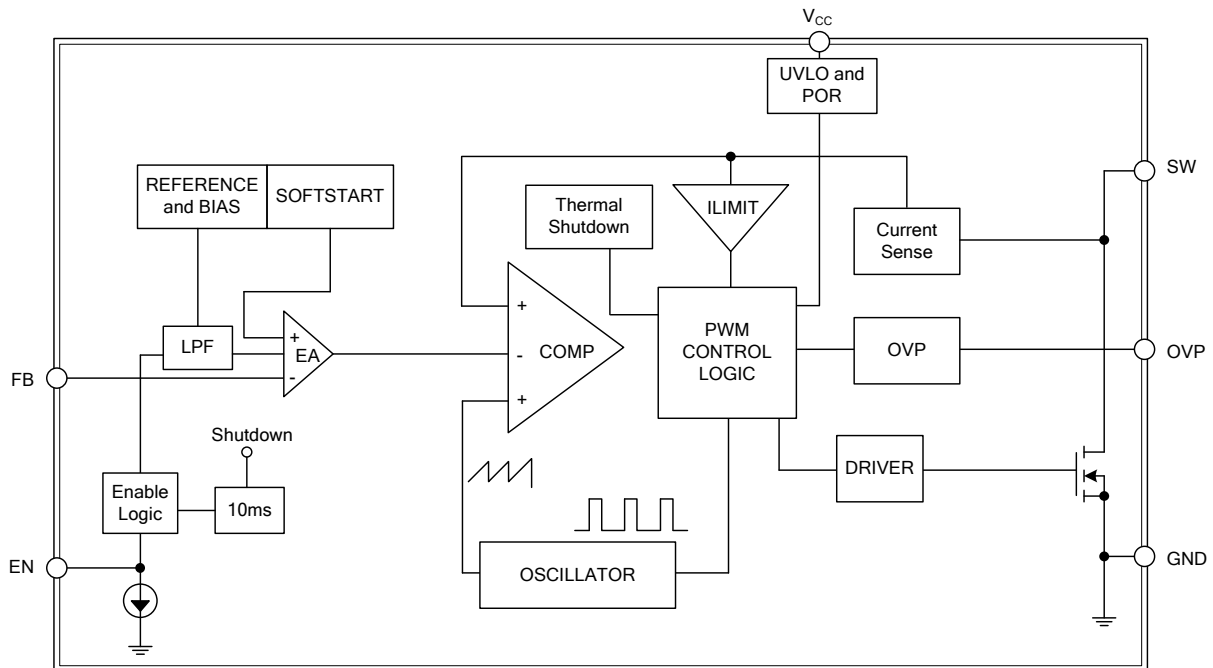 VCC
UVLO and
POR
REFERENCE
and BIAS
SOFTSTART
SW
Thermal
Shutdown
ILIMIT
Current
Sense
+
+
LPF
EA
-
COMP
PWM
CONTROL
LOGIC
OVP
OVP
FB
-
+
Shutdown
DRIVER
Enable
Logic
10ms
EN
OSCILLATOR
GND